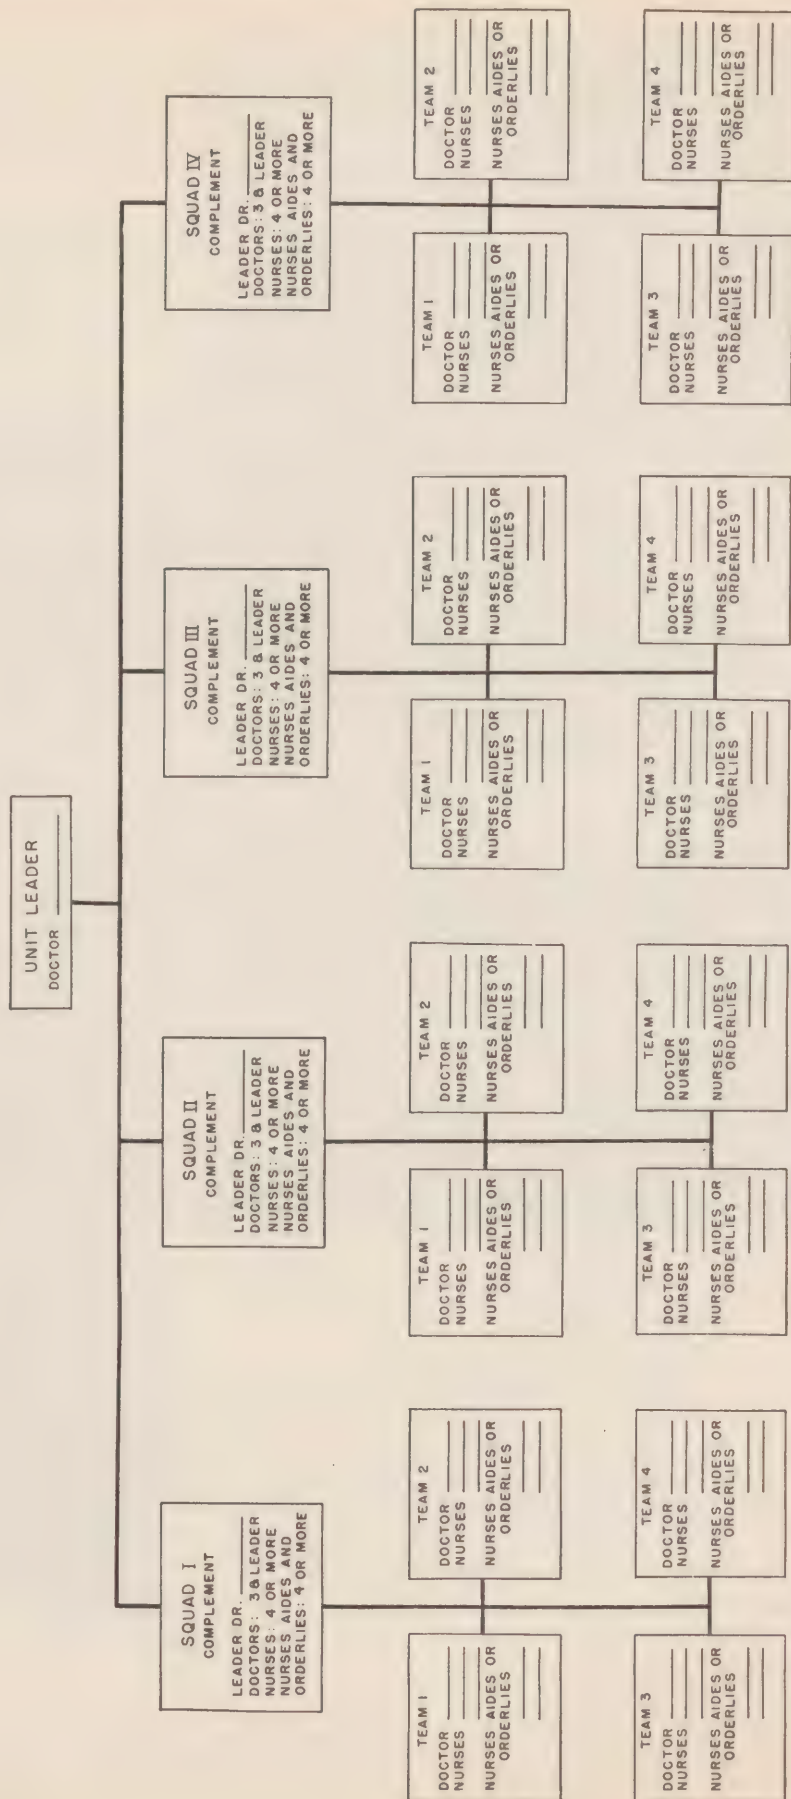 UNIT LEADER
DOCTOR
SQUAD I
COMPLEMENT
LEADER DR.
DOCTORS: 3 & LEADER
NURSES: 4 OR MORE
NURSES AIDES AND
ORDERLIES: 4 OR MORE
SQUAD II
COMPLEMENT
LEADER DR.
DOCTORS: 3 & LEADER
NURSES: 4 OR MORE
NURSES AIDES AND
ORDERLIES: 4 OR MORE
SQUAD III
COMPLEMENT
LEADER DR.
DOCTORS: 3 & LEADER
NURSES: 4 OR MORE
NURSES AIDES AND
ORDERLIES: 4 OR MORE
SQUAD IV
COMPLEMENT
LEADER DR.
DOCTORS: 3 & LEADER
NURSES: 4 OR MORE
NURSES AIDES AND
ORDERLIES: 4 OR MORE
TEAM 1
DOCTOR
NURSES
NURSES AIDES OR
ORDERLIES
TEAM 2
DOCTOR
NURSES
NURSES AIDES OR
ORDERLIES
TEAM 1
DOCTOR
NURSES
NURSES AIDES OR
ORDERLIES
TEAM 2
DOCTOR
NURSES
NURSES AIDES OR
ORDERLIES
TEAM 1
DOCTOR
NURSES
NURSES AIDES OR
ORDERLIES
TEAM 2
DOCTOR
NURSES
NURSES AIDES OR
ORDERLIES
TEAM 1
DOCTOR
NURSES
NURSES AIDES OR
ORDERLIES
TEAM 2
DOCTOR
NURSES
NURSES AIDES OR
ORDERLIES
TEAM 3
DOCTOR
NURSES
NURSES AIDES OR
ORDERLIES
TEAM 4
DOCTOR
NURSES
NURSES AIDES OR
ORDERLIES
TEAM 3
DOCTOR
NURSES
NURSES AIDES OR
ORDERLIES
TEAM 4
DOCTOR
NURSES
NURSES AIDES OR
ORDERLIES
TEAM 3
DOCTOR
NURSES
NURSES AIDES OR
ORDERLIES
TEAM 4
DOCTOR
NURSES
NURSES AIDES OR
ORDERLIES
TEAM 3
DOCTOR
NURSES
NURSES AIDES OR
ORDERLIES
TEAM 4
DOCTOR
NURSES
NURSES AIDES OR
ORDERLIES